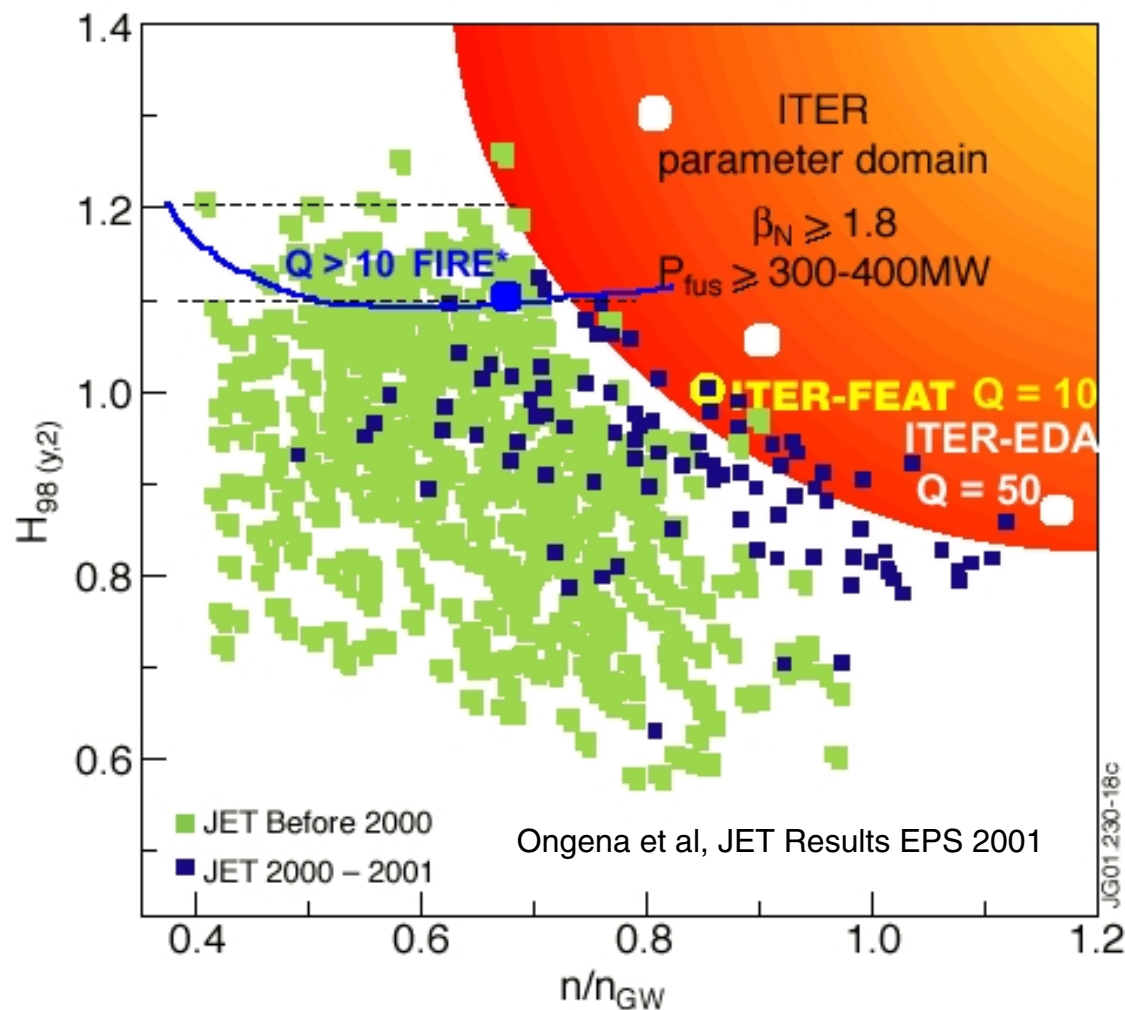 1.4
1.2
1.0
0.8
0.6
H98 (y,2)
ITER
parameter domain
βN ⩾ 1.8
Pfus ⩾ 300-400MW
Q > 10 FIRE*
ITER-FEAT Q = 10
ITER-EDA
Q = 50
JET Before 2000
JET 2000 – 2001
Ongena et al, JET Results EPS 2001
JG01.230-18c
0.4 0.6 0.8 1.0 1.2
n/nGW